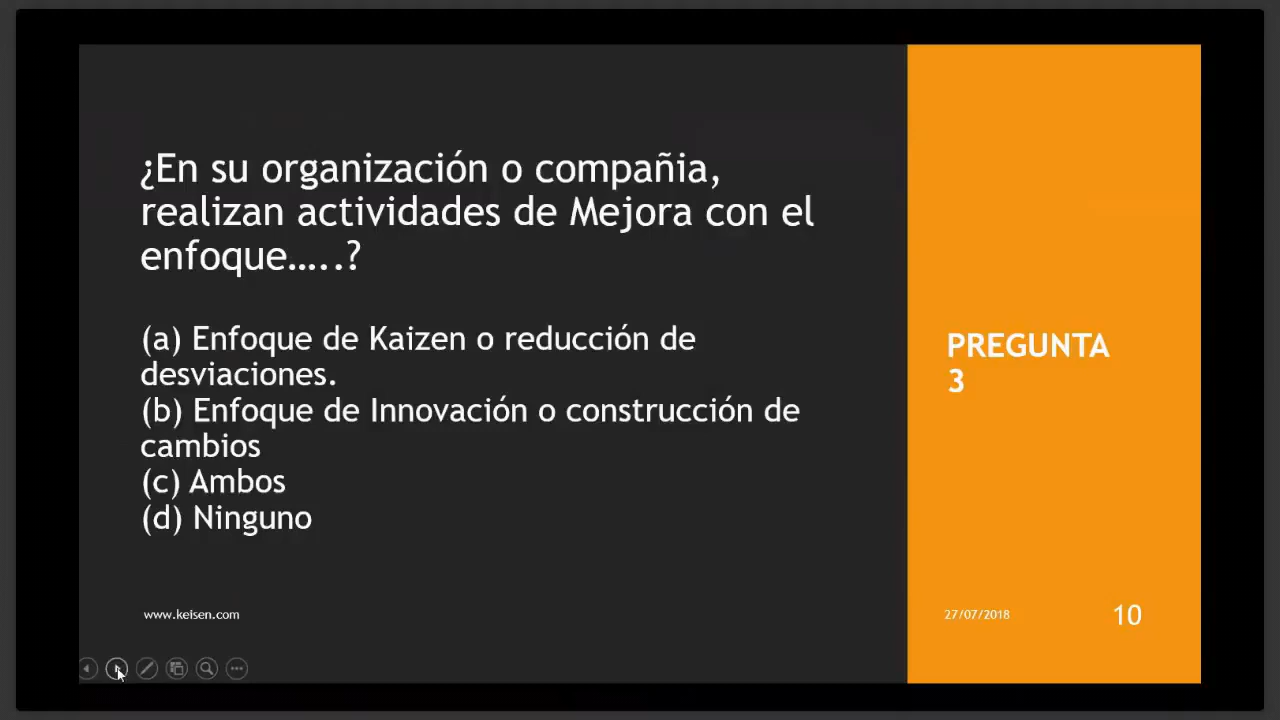 ¿En su organización o compañia,
realizan actividades de Mejora con el
enfoque…..?
(a) Enfoque de Kaizen o reducción de
desviaciones.
(b) Enfoque de Innovación o construcción de
cambios
(c) Ambos
(d) Ninguno
PREGUNTA
3
www.keisen.com
27/07/2018
10